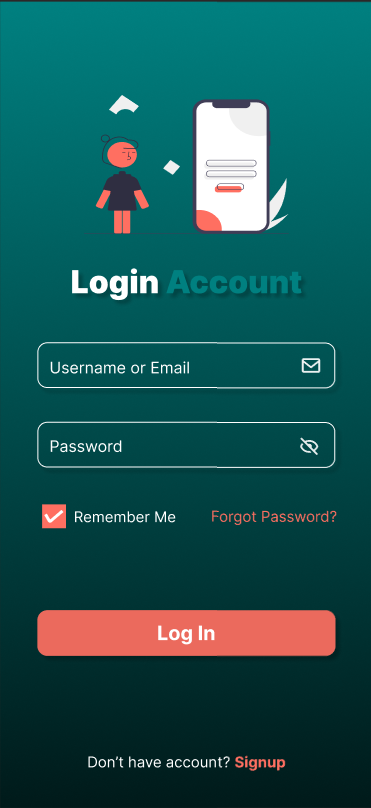 Login Account
Username or Email
Password
Remember Me
Forgot Password?
Log In
Don’t have account? Signup